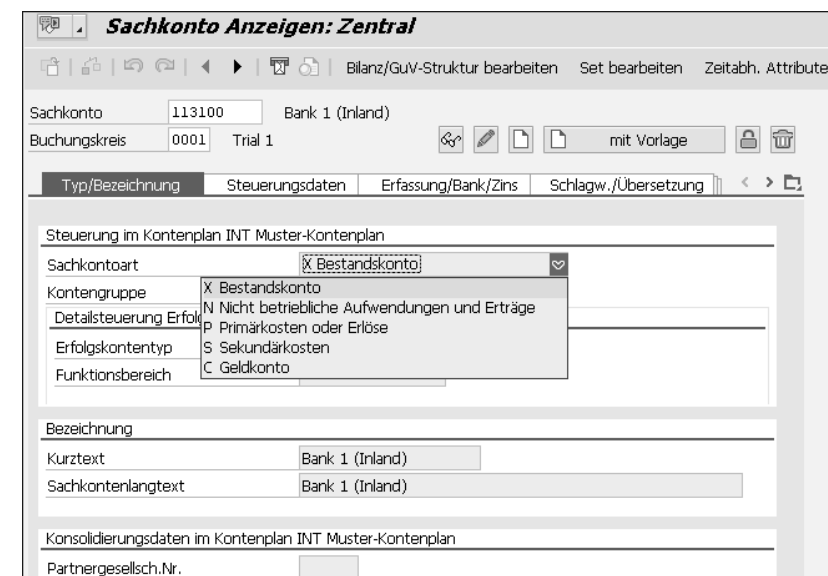 Sachkonto Anzeigen: Zentral
Bilanz/GuV-Struktur bearbeiten Set bearbeiten Zeitabh. Attribute
Sachkonto 113100 Bank 1 (Inland)
Buchungskreis 0001 Trial 1 mit Vorlage
Typ/Bezeichnung Steuerungsdaten Erfassung/Bank/Zins Schlagw./Übersetzung
Steuerung im Kontenplan INT Muster-Kontenplan
Sachkontoart X Bestandskonto
Kontengruppe X Bestandskonto
N Nicht betriebliche Aufwendungen und Erträge
Detailsteuerung Erfol P Primärkosten oder Erlöse
Erfolgskontentyp S Sekundärkosten
Funktionsbereich C Geldkonto
Bezeichnung
Kurztext Bank 1 (Inland)
Sachkontenlangtext Bank 1 (Inland)
Konsolidierungsdaten im Kontenplan INT Muster-Kontenplan
Partnergesellsch.Nr.